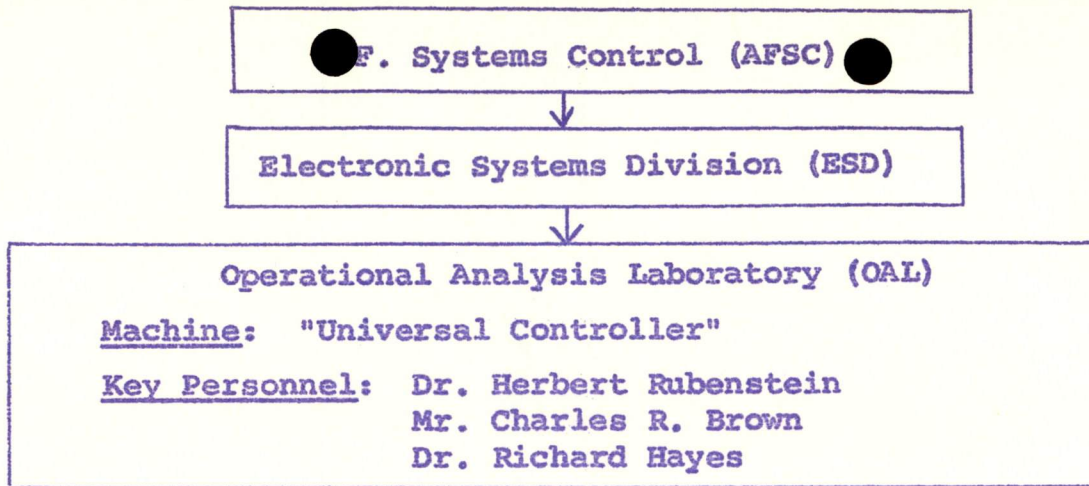 F. Systems Control (AFSC)
Electronic Systems Division (ESD)
Operational Analysis Laboratory (OAL)
Machine: "Universal Controller"
Key Personnel: Dr. Herbert Rubenstein
Mr. Charles R. Brown
Dr. Richard Hayes